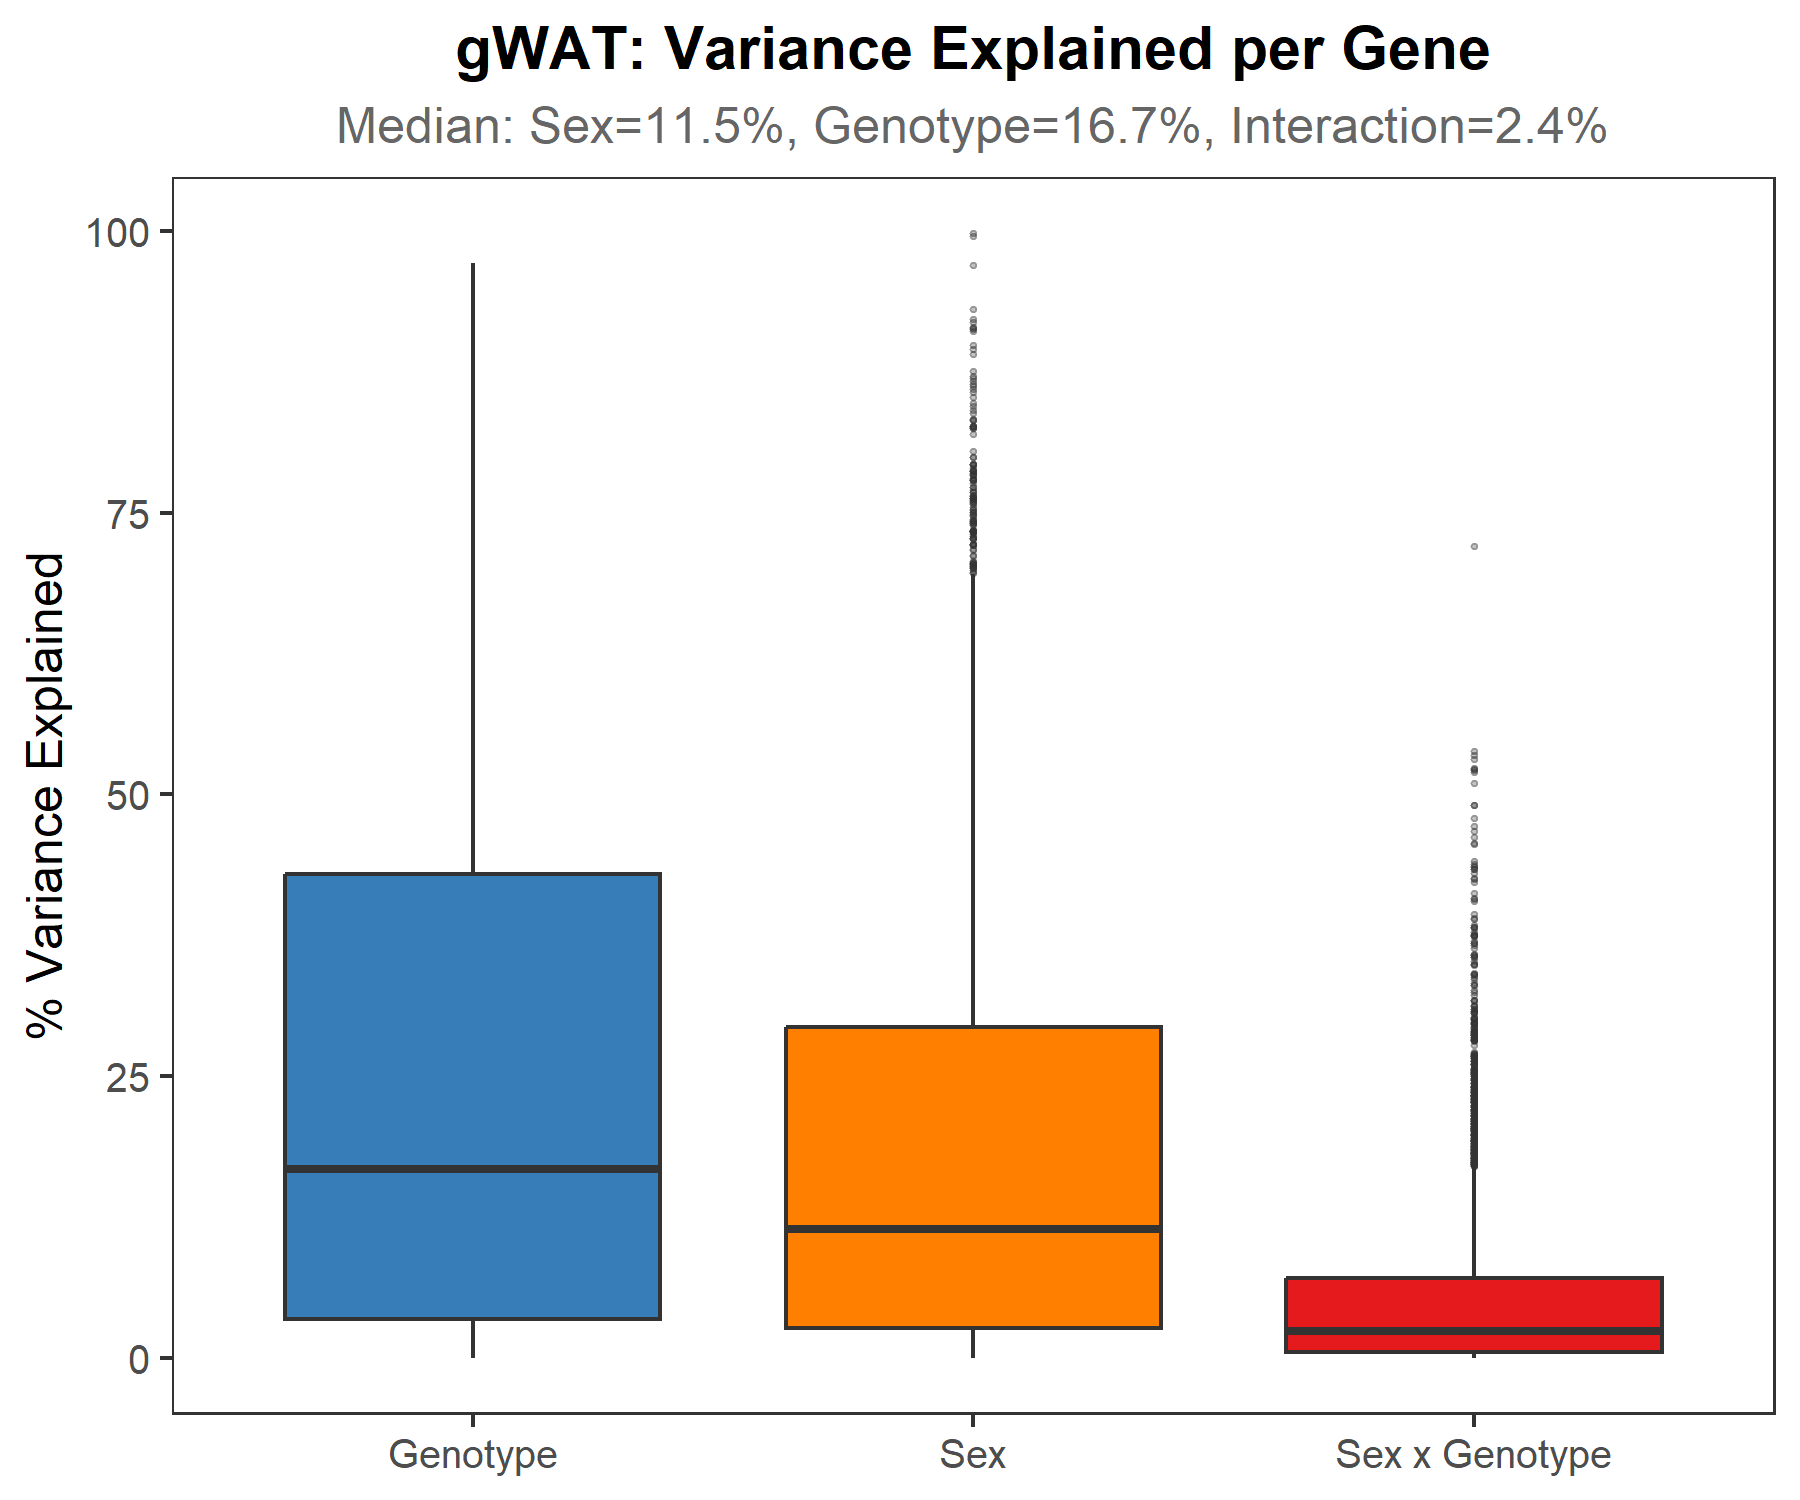 gWAT: Variance Explained per Gene
Median: Sex=11.5%, Genotype=16.7%, Interaction=2.4%
% Variance Explained
100
75
50
25
0
Genotype
Sex
Sex x Genotype